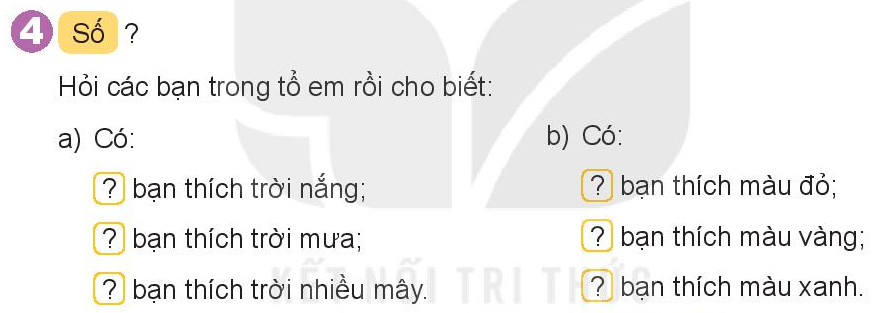 4 Số ?
Hỏi các bạn trong tổ em rồi cho biết:
a) Có:
? bạn thích trời nắng;
? bạn thích trời mưa;
? bạn thích trời nhiều mây.
b) Có:
? bạn thích màu đỏ;
? bạn thích màu vàng;
? bạn thích màu xanh.
KẾT NỐI TRI THỨC